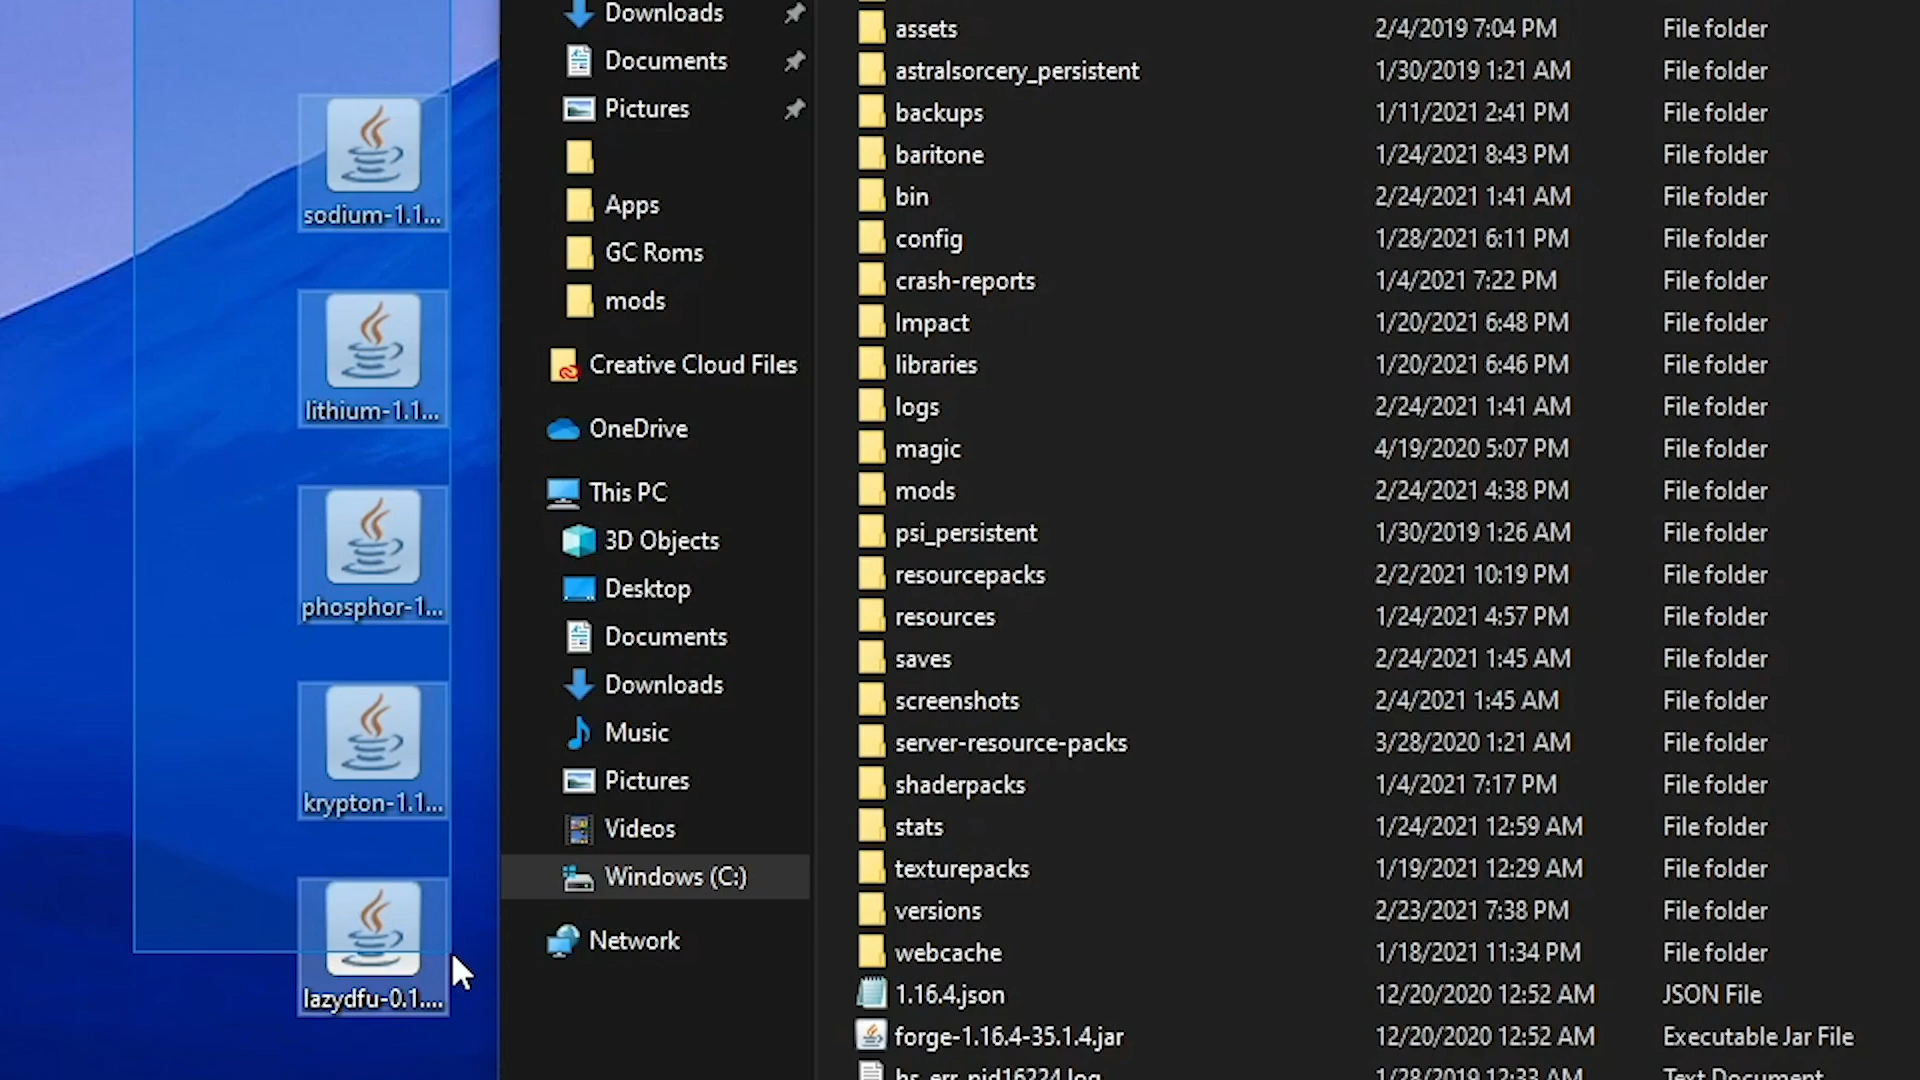 sodium-1.1...
lithium-1.1...
phosphor-1...
krypton-1.1...
lazydfu-0.1....
Downloads
Documents
Pictures
Apps
GC Roms
mods
Creative Cloud Files
OneDrive
This PC
3D Objects
Desktop
Documents
Downloads
Music
Pictures
Videos
Windows (C:)
Network
assets 2/4/2019 7:04 PM File folder
astralsorcery_persistent 1/30/2019 1:21 AM File folder
backups 1/11/2021 2:41 PM File folder
baritone 1/24/2021 8:43 PM File folder
bin 2/24/2021 1:41 AM File folder
config 1/28/2021 6:11 PM File folder
crash-reports 1/4/2021 7:22 PM File folder
Impact 1/20/2021 6:48 PM File folder
libraries 1/20/2021 6:46 PM File folder
logs 2/24/2021 1:41 AM File folder
magic 4/19/2020 5:07 PM File folder
mods 2/24/2021 4:38 PM File folder
psi_persistent 1/30/2019 1:26 AM File folder
resourcepacks 2/2/2021 10:19 PM File folder
resources 1/24/2021 4:57 PM File folder
saves 2/24/2021 1:45 AM File folder
screenshots 2/4/2021 1:45 AM File folder
server-resource-packs 3/28/2020 1:21 AM File folder
shaderpacks 1/4/2021 7:17 PM File folder
stats 1/24/2021 12:59 AM File folder
texturepacks 1/19/2021 12:29 AM File folder
versions 2/23/2021 7:38 PM File folder
webcache 1/18/2021 11:34 PM File folder
1.16.4.json 12/20/2020 12:52 AM JSON File
forge-1.16.4-35.1.4.jar 12/20/2020 12:52 AM Executable Jar File
hs_err_pid16224.log 1/28/2019 12:33 AM Text Document